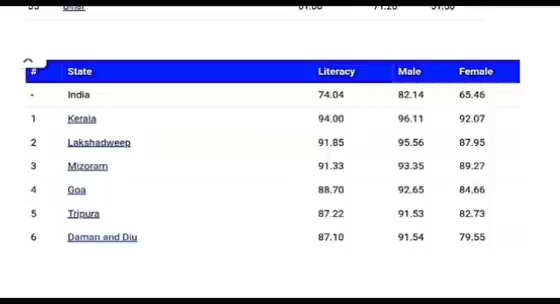 # State Literacy Male Female
- India 74.04 82.14 65.46
1 Kerala 94.00 96.11 92.07
2 Lakshadweep 91.85 95.56 87.95
3 Mizoram 91.33 93.35 89.27
4 Goa 88.70 92.65 84.66
5 Tripura 87.22 91.53 82.73
6 Daman and Diu 87.10 91.54 79.55